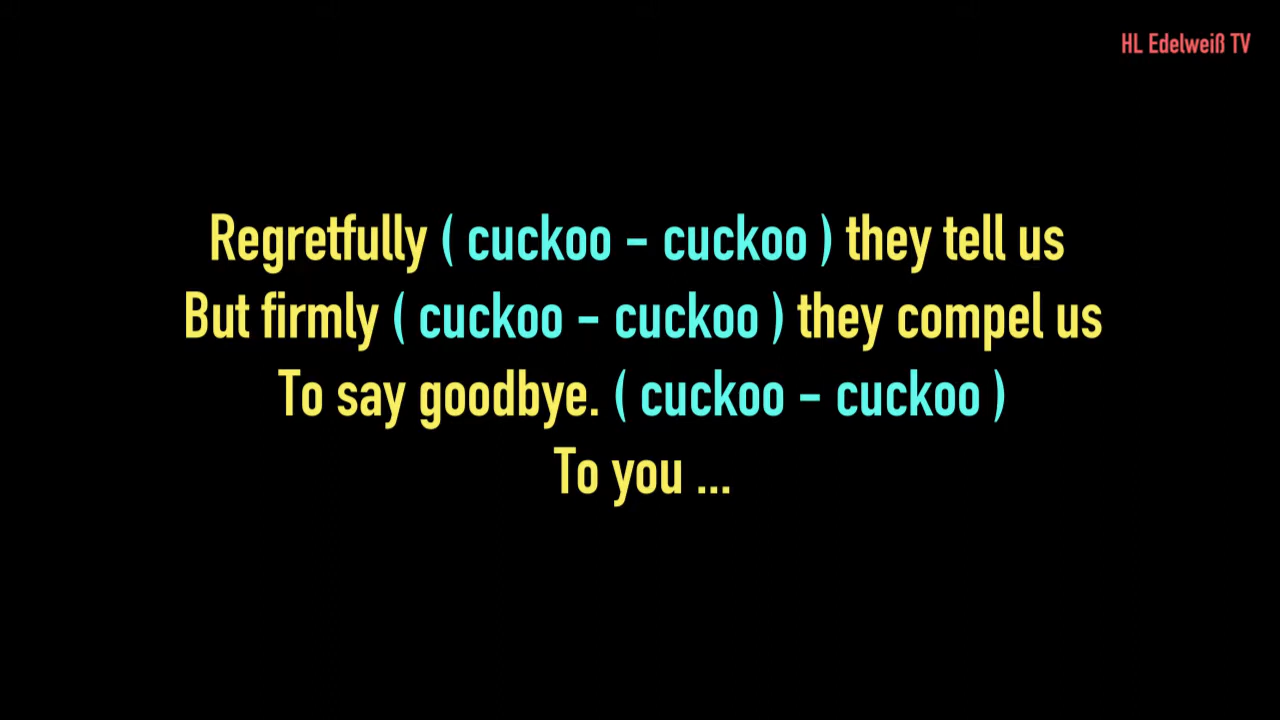 HL Edelweiß TV
Regretfully ( cuckoo - cuckoo ) they tell us
But firmly ( cuckoo - cuckoo ) they compel us
To say goodbye. ( cuckoo - cuckoo )
To you ...